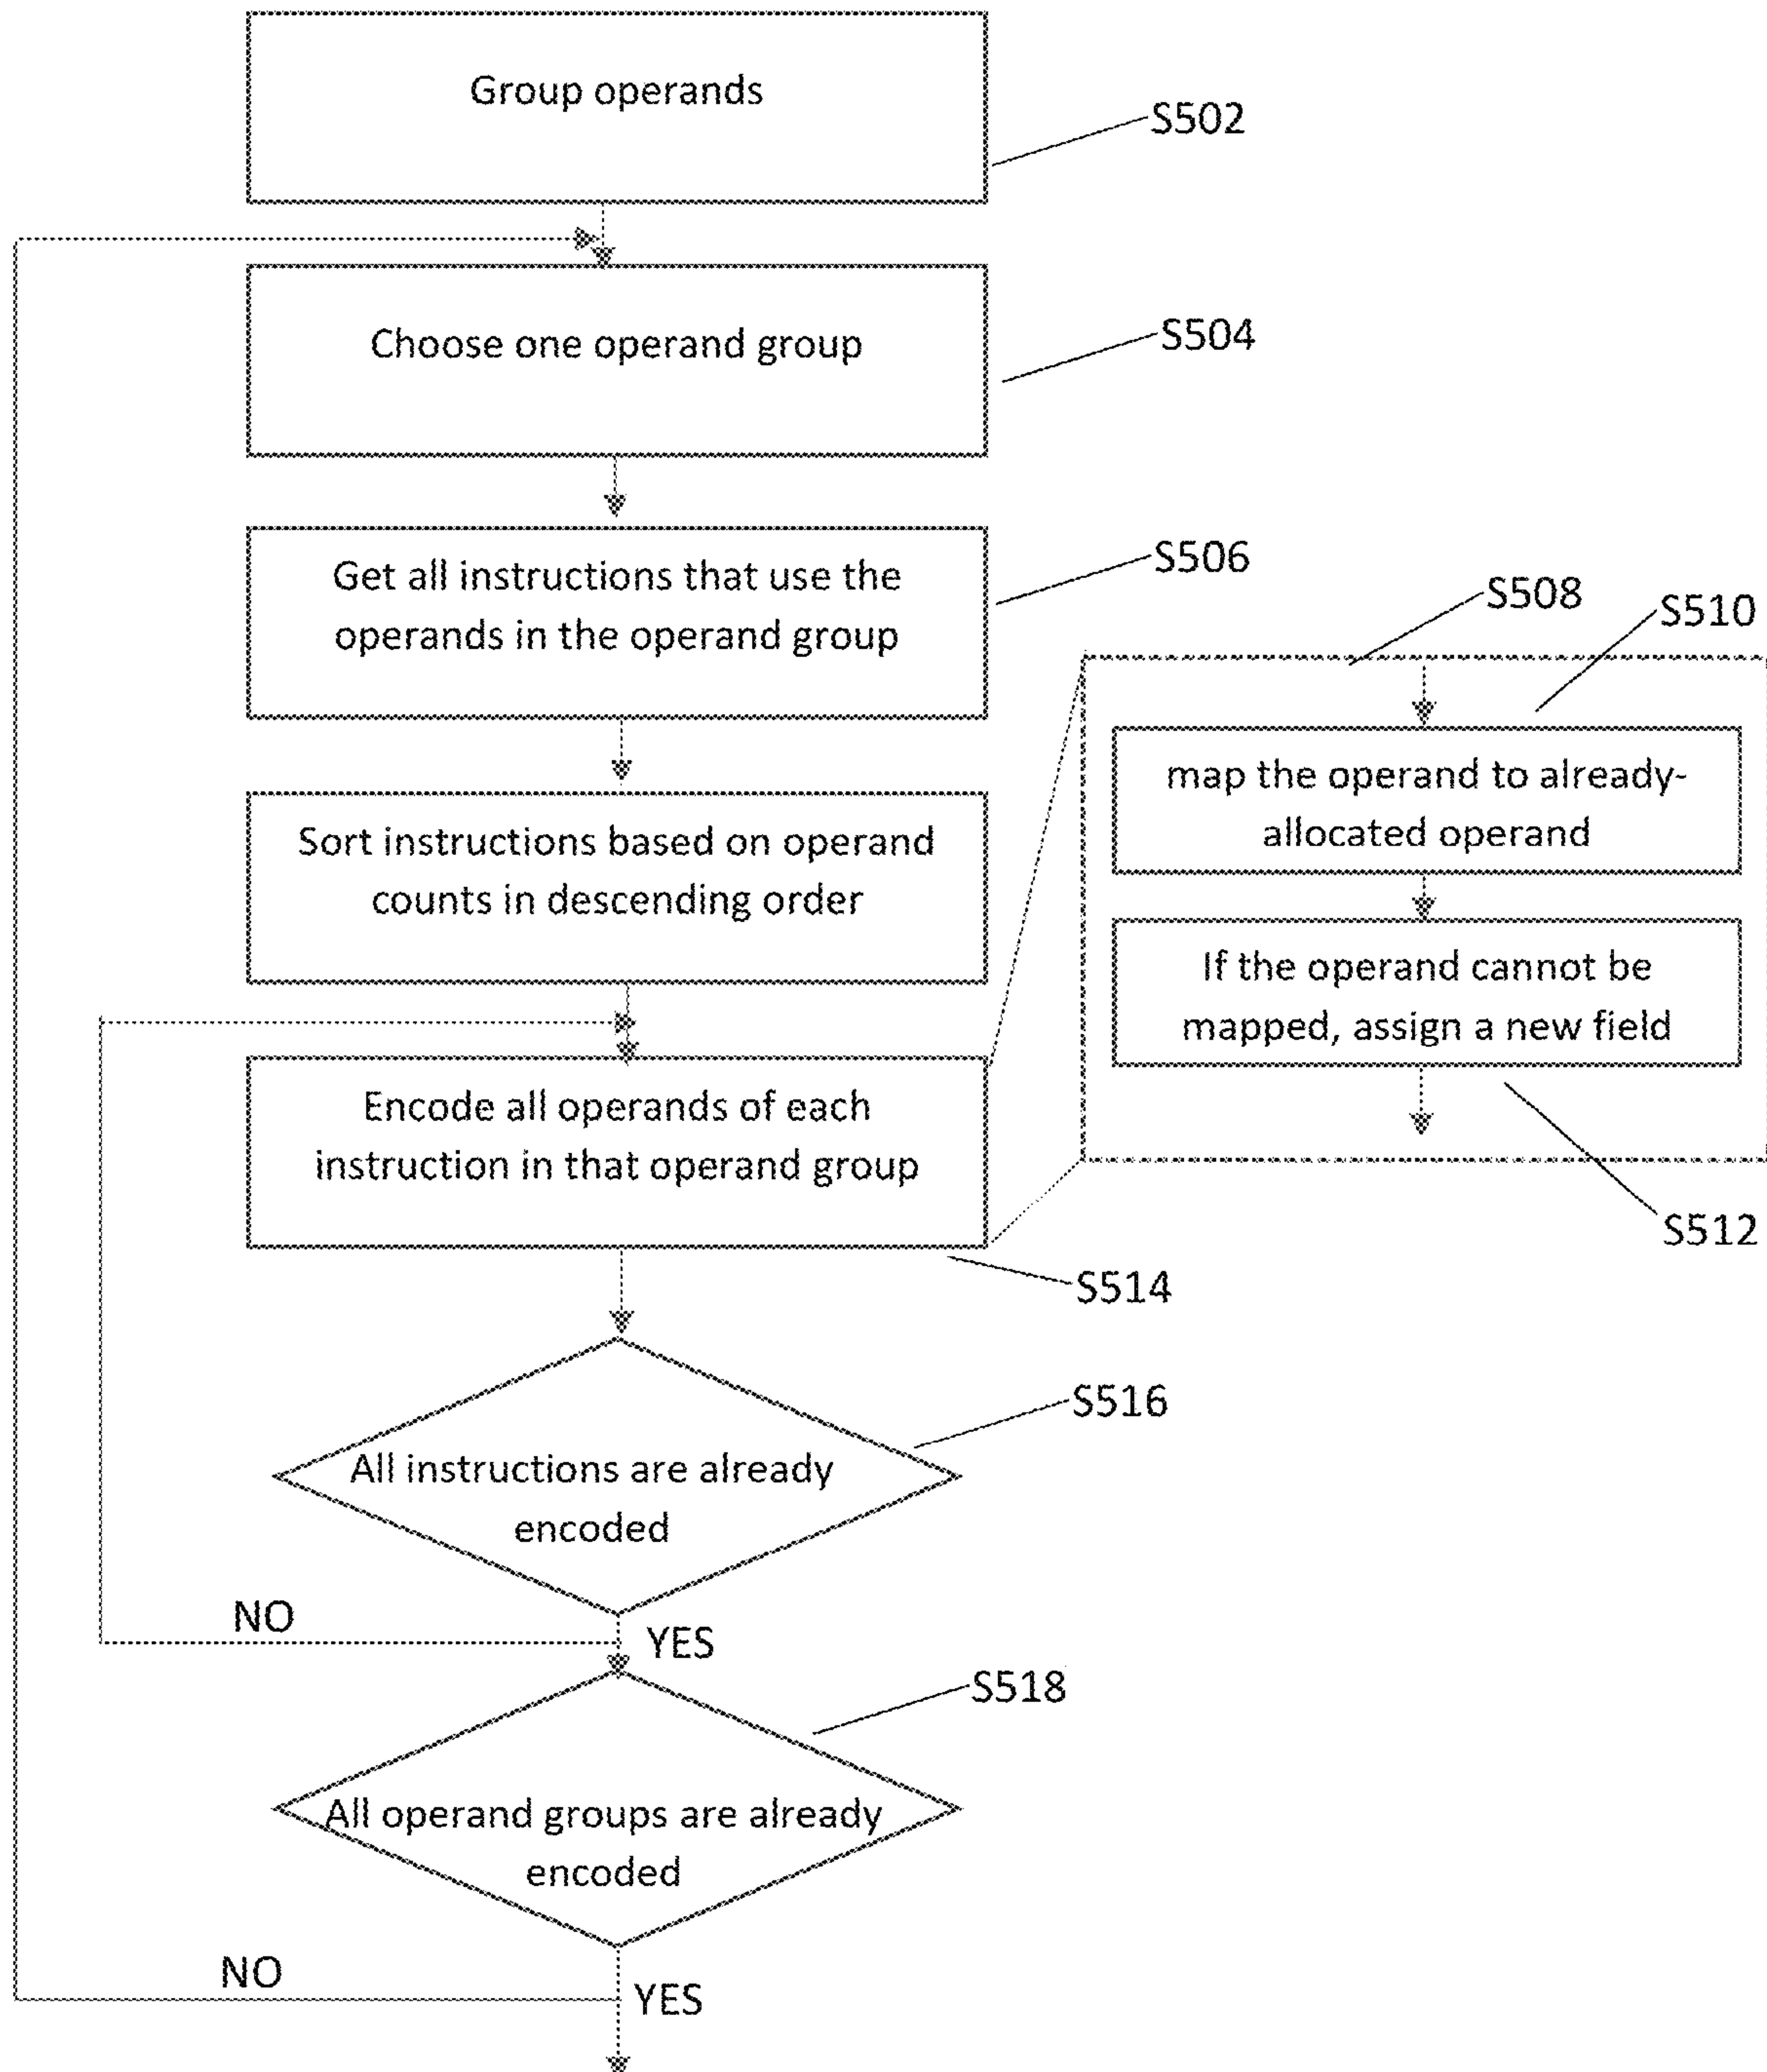 Group operands
S502
Choose one operand group
S504
Get all instructions that use the
operands in the operand group
S506
S508
S510
map the operand to already-
allocated operand
Sort instructions based on operand
counts in descending order
If the operand cannot be
mapped, assign a new field
S512
Encode all operands of each
instruction in that operand group
S514
All instructions are already
encoded
S516
NO
YES
S518
All operand groups are already
encoded
NO
YES